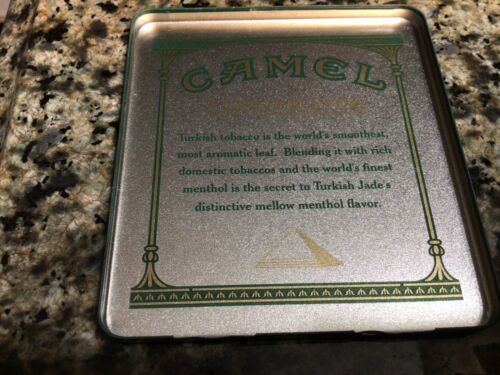 CAMEL
TURKISH JADE
Turkish tobacco is the world's smoothest,
most aromatic leaf. Blending it with rich
domestic tobaccos and the world's finest
menthol is the secret to Turkish Jade's
distinctive mellow menthol flavor.